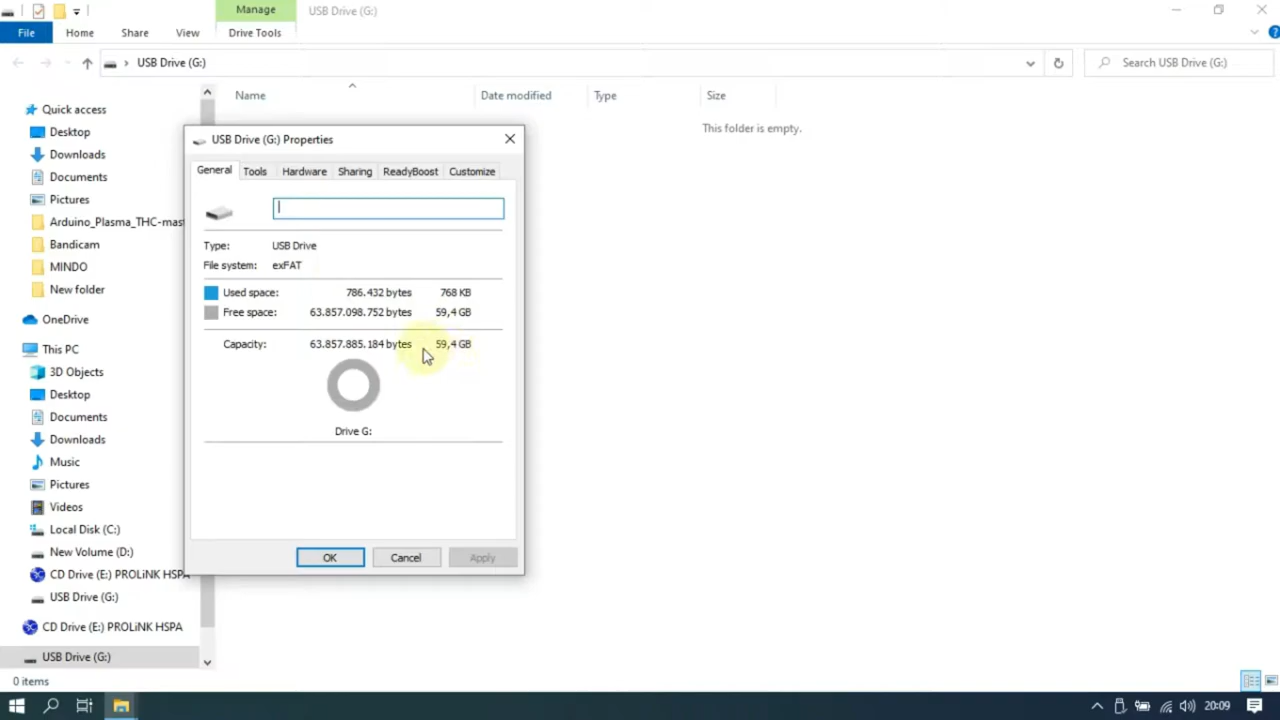 Manage
USB Drive (G:)
File
Home
Share
View
Drive Tools
USB Drive (G:)
Search USB Drive (G:)
Name
Date modified
Type
Size
This folder is empty.
Quick access
Desktop
Downloads
Documents
Pictures
Arduino_Plasma_THC-mast
Bandicam
MINDO
New folder
OneDrive
This PC
3D Objects
Desktop
Documents
Downloads
Music
Pictures
Videos
Local Disk (C:)
New Volume (D:)
CD Drive (E:) PROLiNK HSPA
USB Drive (G:)
CD Drive (E:) PROLiNK HSPA
USB Drive (G:)
USB Drive (G:) Properties
General
Tools
Hardware
Sharing
ReadyBoost
Customize
Type: USB Drive
File system: exFAT
Used space: 786.432 bytes 768 KB
Free space: 63.857.098.752 bytes 59,4 GB
Capacity: 63.857.885.184 bytes 59,4 GB
Drive G:
OK
Cancel
Apply
0 items
20:09